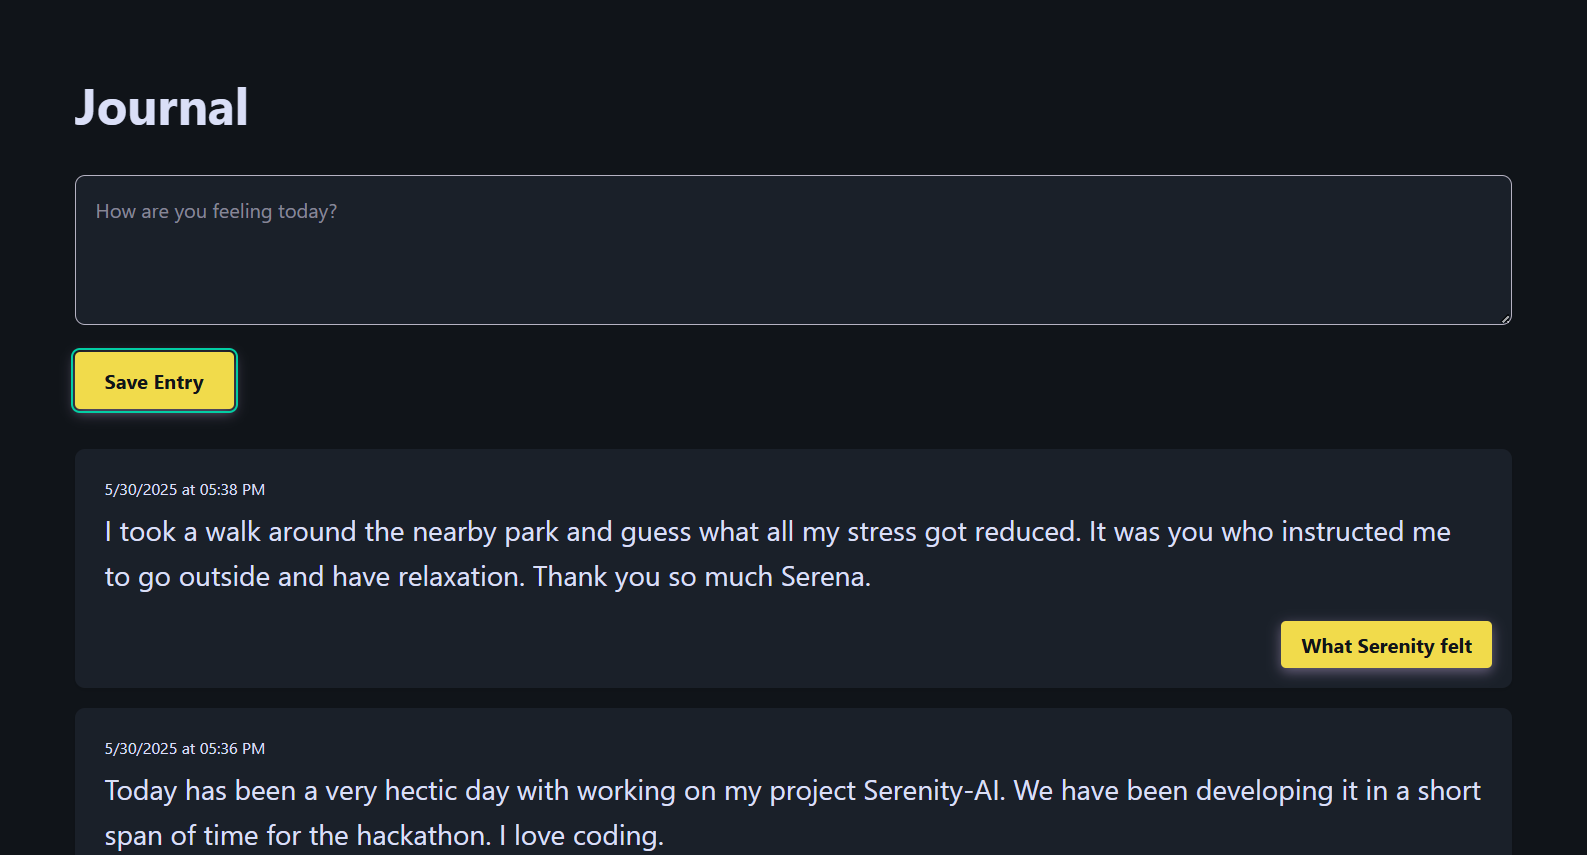 Journal
How are you feeling today?
Save Entry
5/30/2025 at 05:38 PM
I took a walk around the nearby park and guess what all my stress got reduced. It was you who instructed me
to go outside and have relaxation. Thank you so much Serena.
What Serenity felt
5/30/2025 at 05:36 PM
Today has been a very hectic day with working on my project Serenity-AI. We have been developing it in a short
span of time for the hackathon. I love coding.